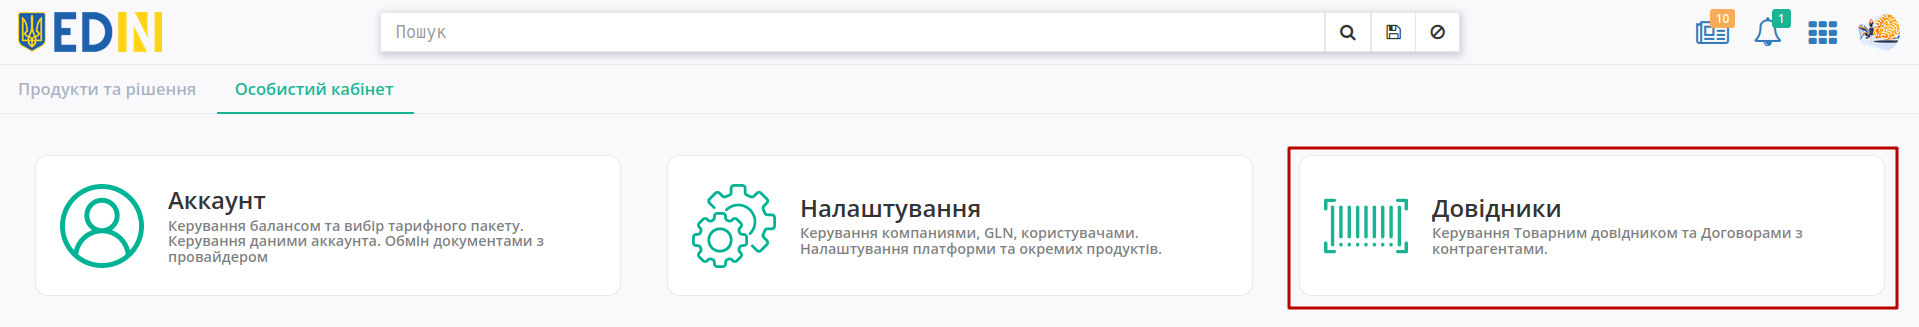 EDIN
Пошук
10
1
Продукти та рішення
Особистий кабінет
Аккаунт
Керування балансом та вибір тарифного пакету.
Керування даними аккаунта. Обмін документами з
провайдером
Налаштування
Керування компаніями, GLN, користувачами.
Налаштування платформи та окремих продуктів.
Довідники
Керування Товарним довідником та Договорами з
контрагентами.